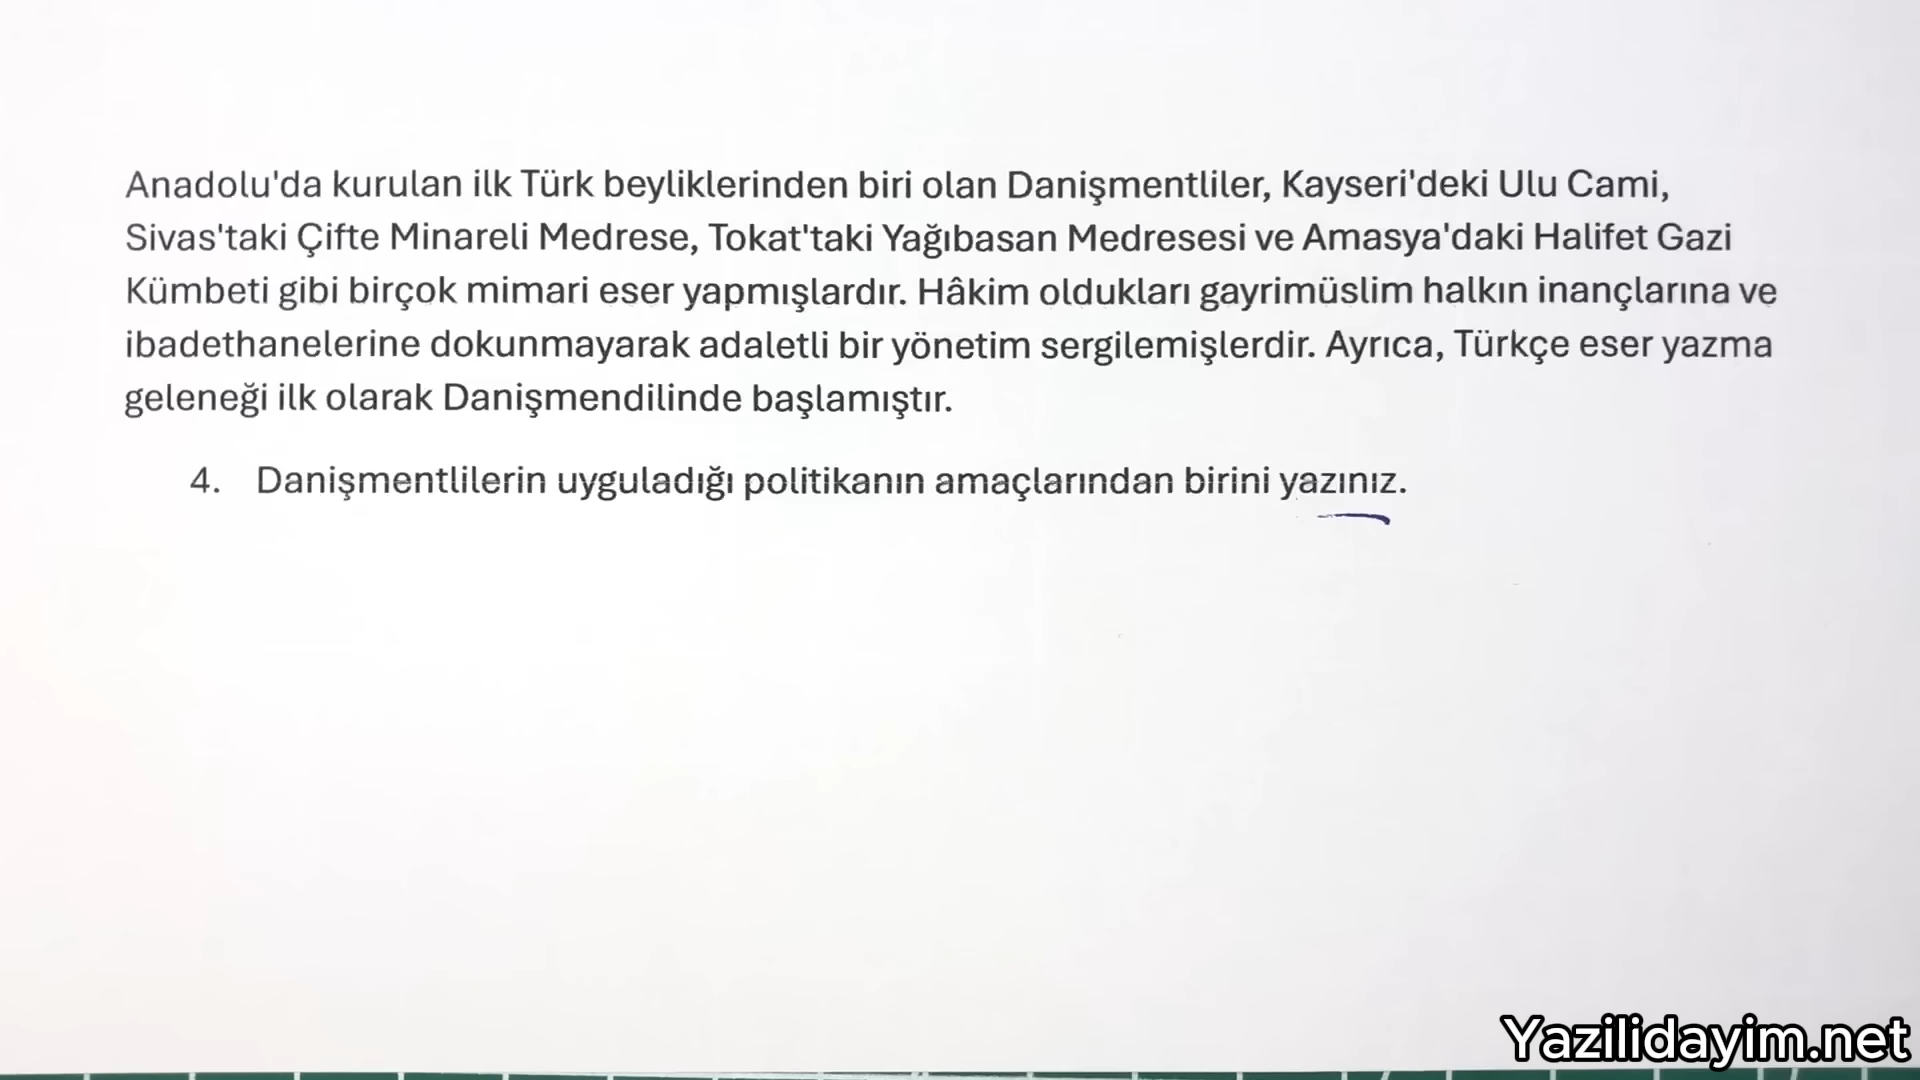 Anadolu'da kurulan ilk Türk beyliklerinden biri olan Danişmentliler, Kayseri'deki Ulu Cami,
Sivas'taki Çifte Minareli Medrese, Tokat'taki Yağıbasan Medresesi ve Amasya'daki Halifet Gazi
Kümbeti gibi birçok mimari eser yapmışlardır. Hâkim oldukları gayrimüslim halkın inançlarına ve
ibadethanelerine dokunmayarak adaletli bir yönetim sergilemişlerdir. Ayrıca, Türkçe eser yazma
geleneği ilk olarak Danişmendilinde başlamıştır.
4. Danişmentlilerin uyguladığı politikanın amaçlarından birini yazınız.
Yazilidayim.net